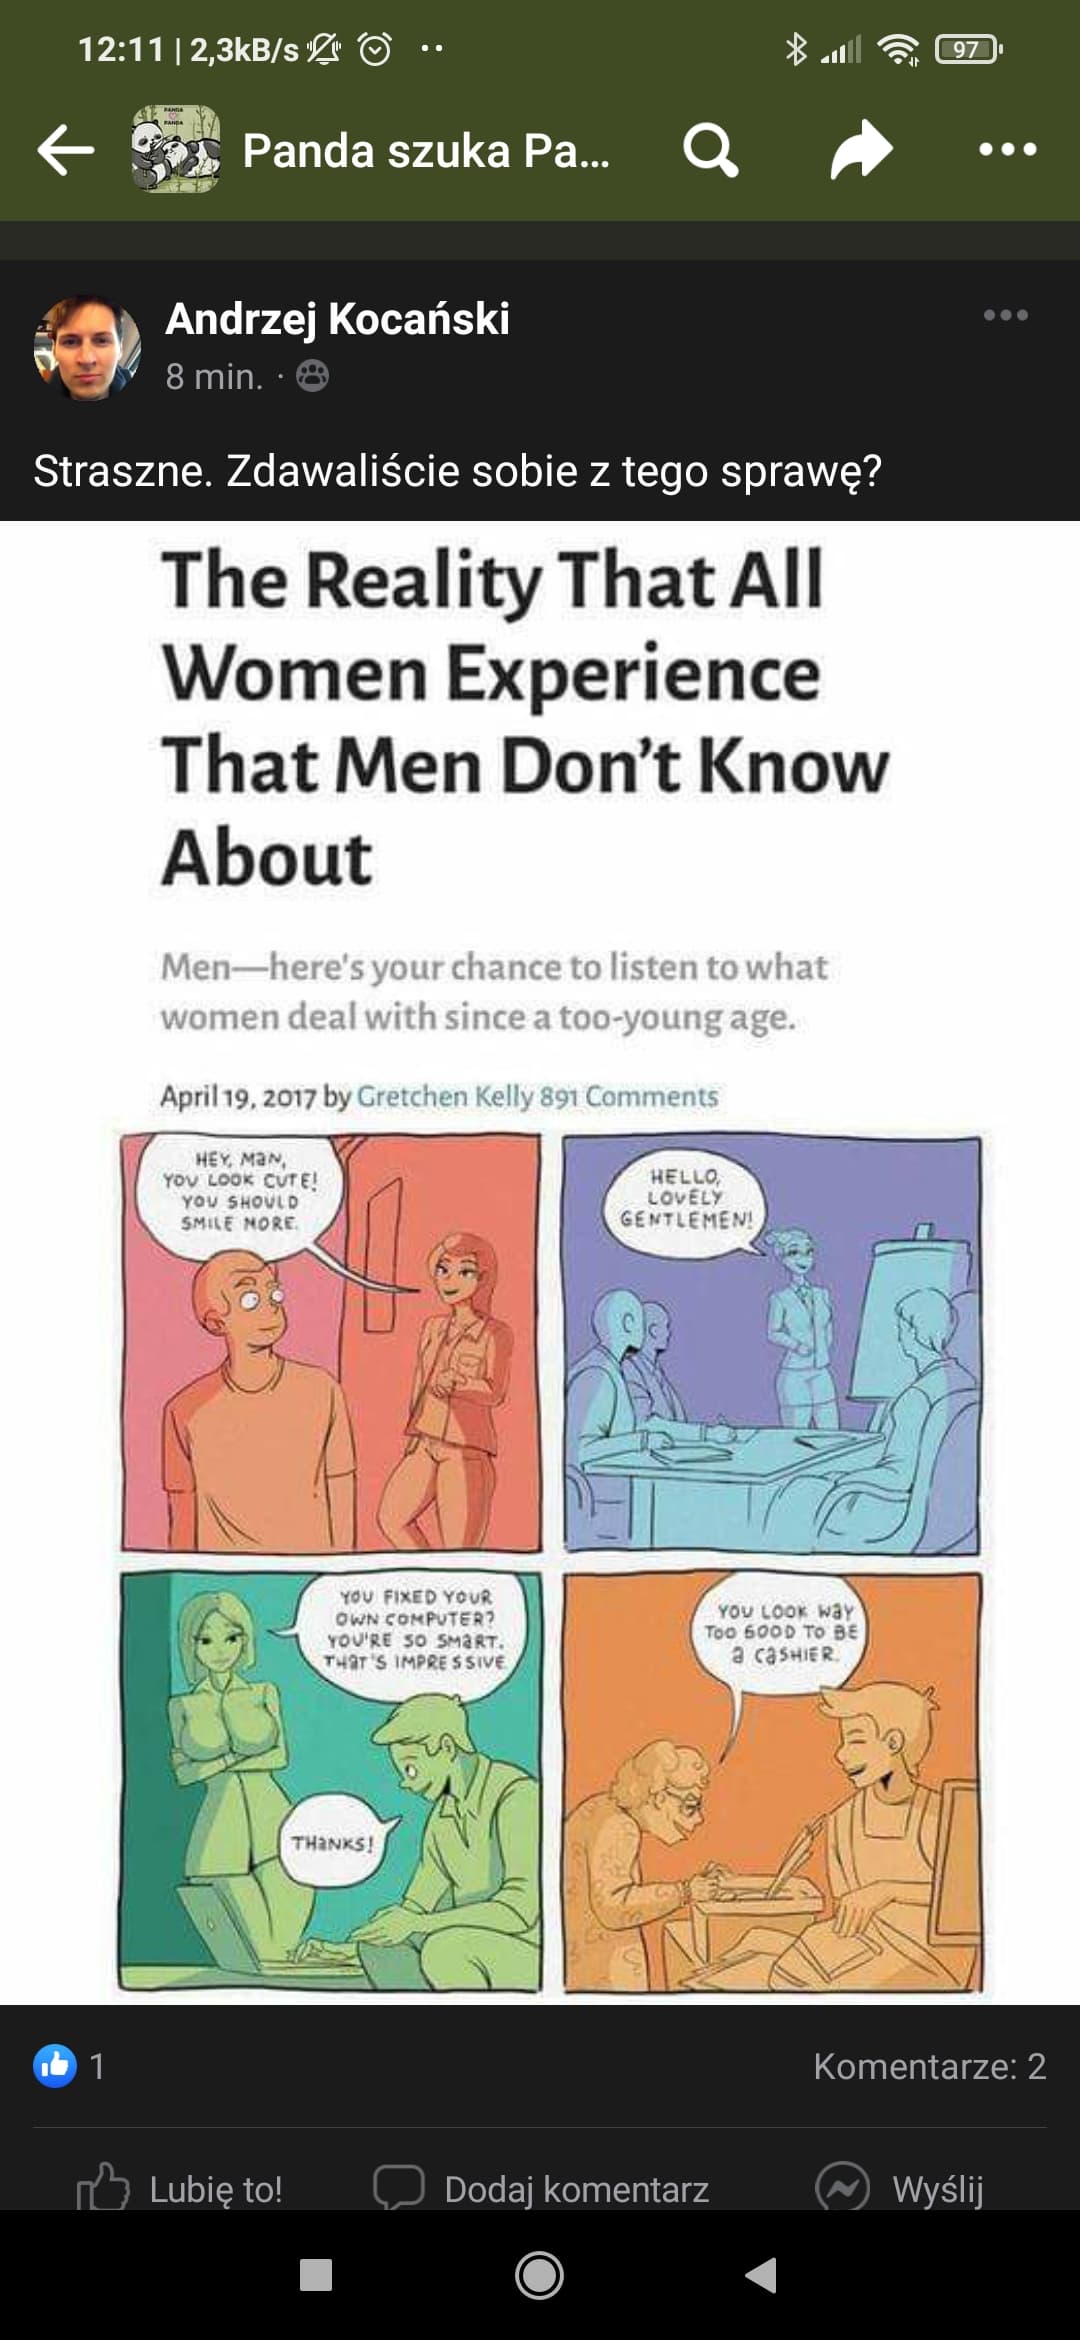 12:11 | 2,3kB/s
97
PANDA
PANDA
Panda szuka Pa...
Andrzej Kocański
8 min. ·
Straszne. Zdawaliście sobie z tego sprawę?
The Reality That All
Women Experience
That Men Don't Know
About
Men—here's your chance to listen to what
women deal with since a too-young age.
April 19, 2017 by Gretchen Kelly 891 Comments
HEY, MaN,
YOU LOOK CUTE!
YOU SHOULD
SMILE MORE.
HELLO,
LOVELY
GENTLEMEN!
YOU FIXED YOUR
OWN COMPUTER?
YOU'RE SO SMaRT.
THaT'S IMPRESSIVE
THaNKS!
YOU LOOK WaY
TOO GOOD TO BE
a CaSHIER.
1
Komentarze: 2
Lubię to!
Dodaj komentarz
Wyślij